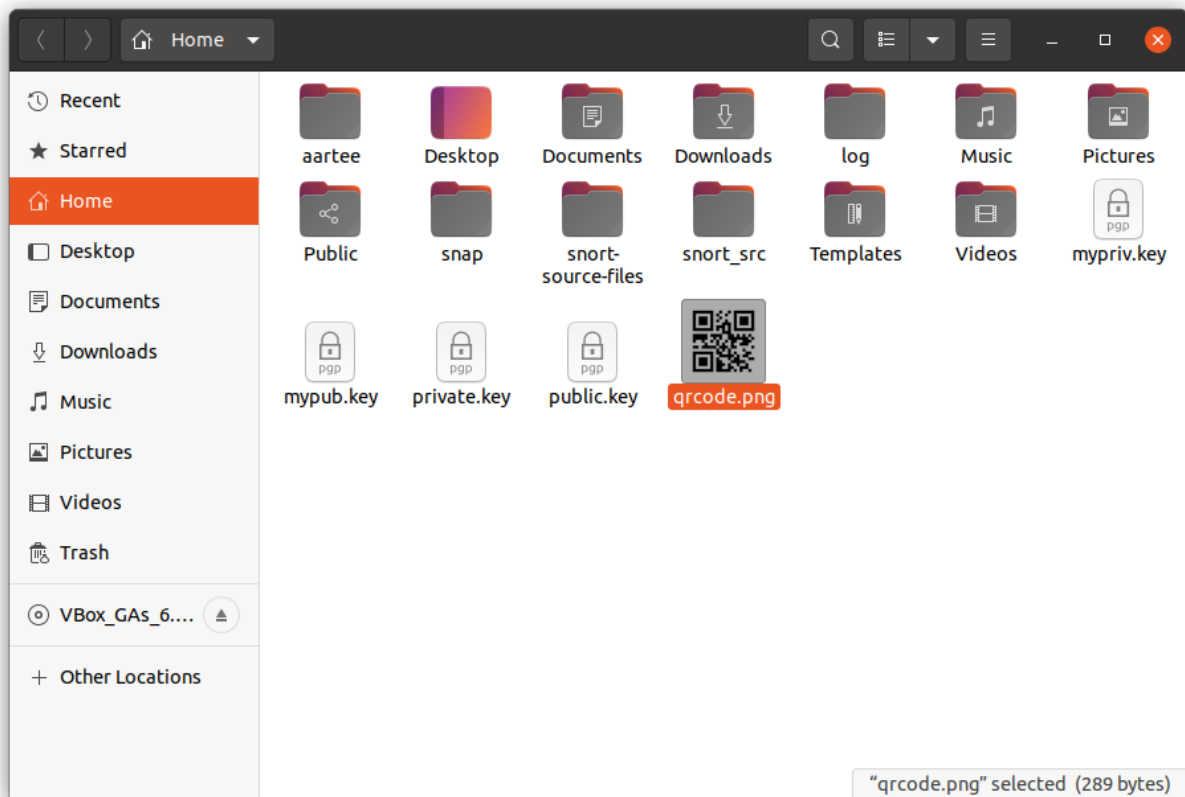 Home
Recent
Starred
Home
Desktop
Documents
Downloads
Music
Pictures
Videos
Trash
VBox_GAs_6....
Other Locations
aartee Desktop Documents Downloads log Music Pictures
Public snap snort-source-files snort_src Templates Videos pgp mypriv.key
pgp mypub.key pgp private.key pgp public.key qrcode.png
“qrcode.png” selected (289 bytes)